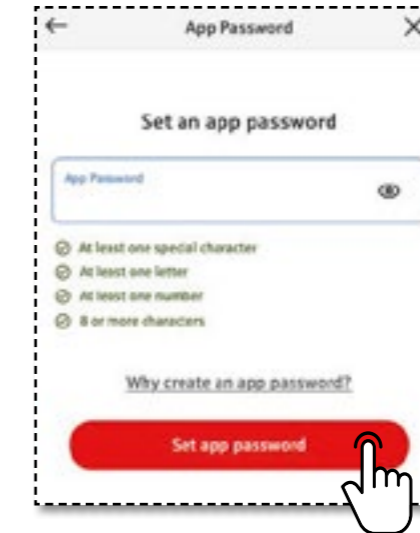 App Password
Set an app password
App Password
At least one special character
At least one letter
At least one number
8 or more characters
Why create an app password?
Set app password